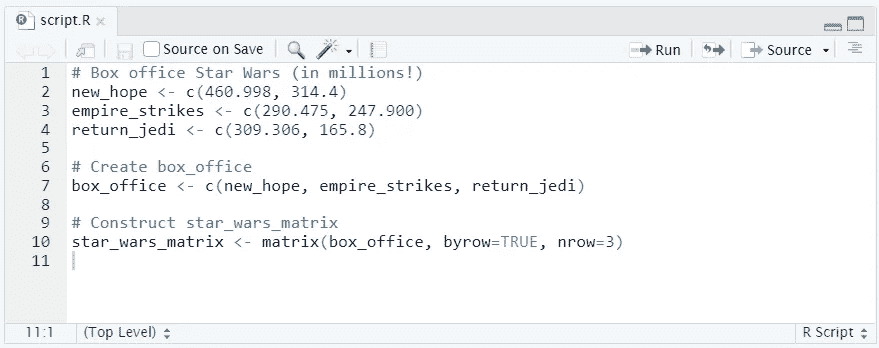 script.R
Source on Save
Run
Source
1 # Box office Star Wars (in millions!)
2 new_hope <- c(460.998, 314.4)
3 empire_strikes <- c(290.475, 247.900)
4 return_jedi <- c(309.306, 165.8)
5
6 # Create box_office
7 box_office <- c(new_hope, empire_strikes, return_jedi)
8
9 # Construct star_wars_matrix
10 star_wars_matrix <- matrix(box_office, byrow=TRUE, nrow=3)
11
11:1 (Top Level) R Script